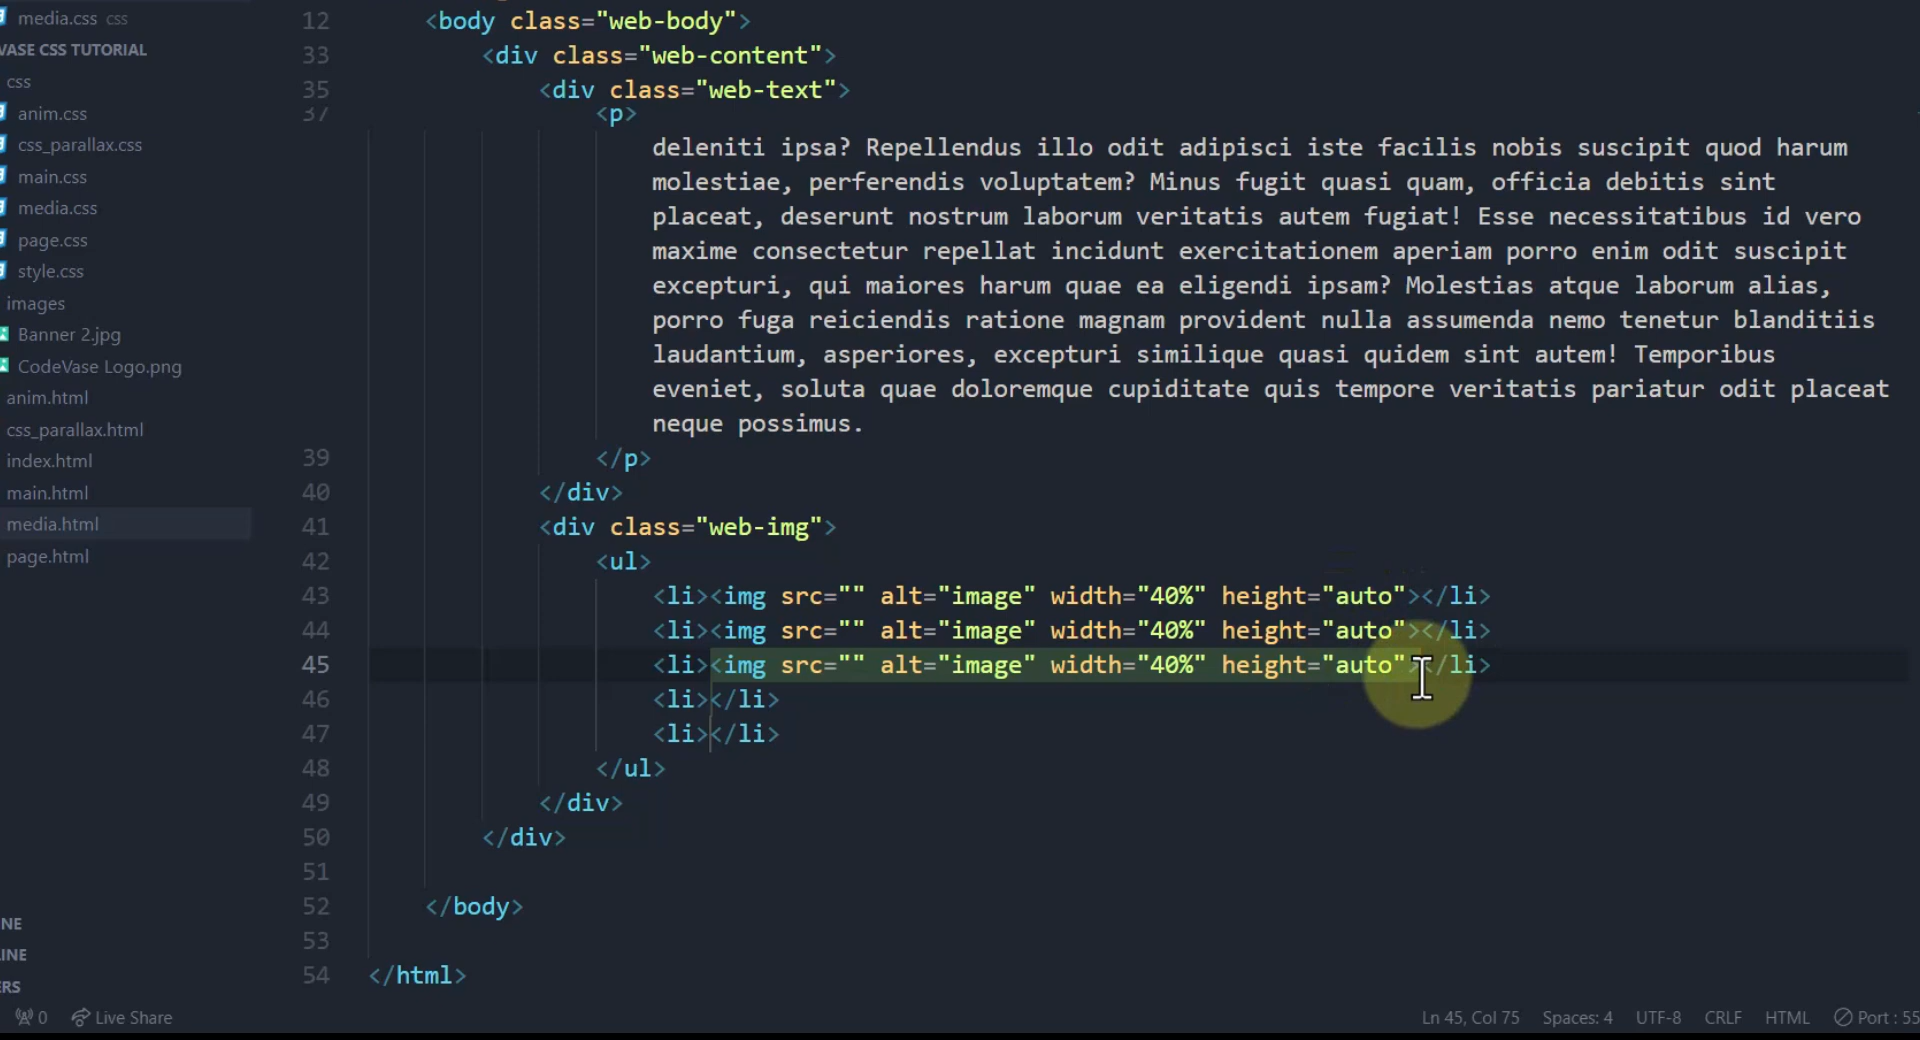 media.css css
VASE CSS TUTORIAL
css
anim.css
css_parallax.css
main.css
media.css
page.css
style.css
images
Banner 2.jpg
CodeVase Logo.png
anim.html
css_parallax.html
index.html
main.html
media.html
page.html
NE
LINE
ERS
12 <body class="web-body">
33 <div class="web-content">
35 <div class="web-text">
37 <p>
deleniti ipsa? Repellendus illo odit adipisci iste facilis nobis suscipit quod harum
molestiae, perferendis voluptatem? Minus fugit quasi quam, officia debitis sint
placeat, deserunt nostrum laborum veritatis autem fugiat! Esse necessitatibus id vero
maxime consectetur repellat incidunt exercitationem aperiam porro enim odit suscipit
excepturi, qui maiores harum quae ea eligendi ipsam? Molestias atque laborum alias,
porro fuga reiciendis ratione magnam provident nulla assumenda nemo tenetur blanditiis
laudantium, asperiores, excepturi similique quasi quidem sint autem! Temporibus
eveniet, soluta quae doloremque cupiditate quis tempore veritatis pariatur odit placeat
neque possimus.
39 </p>
40 </div>
41 <div class="web-img">
42 <ul>
43 <li><img src="" alt="image" width="40%" height="auto"></li>
44 <li><img src="" alt="image" width="40%" height="auto"></li>
45 <li><img src="" alt="image" width="40%" height="auto"></li>
46 <li></li>
47 <li></li>
48 </ul>
49 </div>
50 </div>
51
52 </body>
53
54 </html>
0 Live Share Ln 45, Col 75 Spaces: 4 UTF-8 CRLF HTML Port : 55